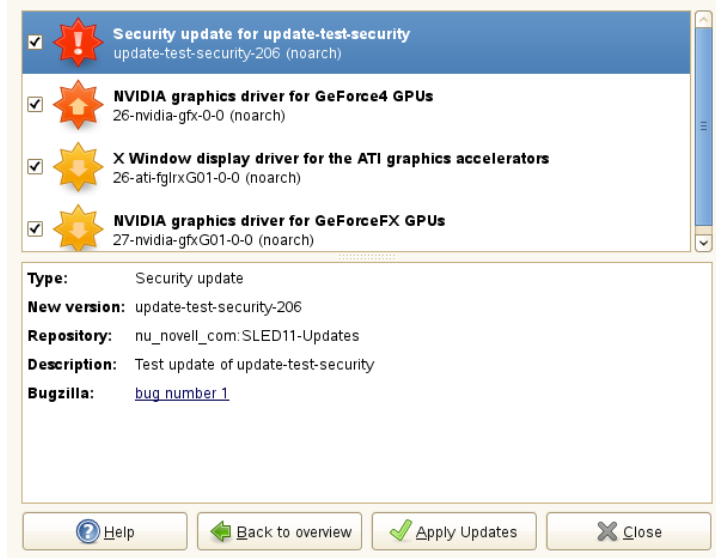 Security update for update-test-security
update-test-security-206 (noarch)
NVIDIA graphics driver for GeForce4 GPUs
26-nvidia-gfx-0-0 (noarch)
X Window display driver for the ATI graphics accelerators
26-ati-fglrxG01-0-0 (noarch)
NVIDIA graphics driver for GeForceFX GPUs
27-nvidia-gfxG01-0-0 (noarch)
Type: Security update
New version: update-test-security-206
Repository: nu_novell_com:SLED11-Updates
Description: Test update of update-test-security
Bugzilla: bug number 1
Help Back to overview Apply Updates Close